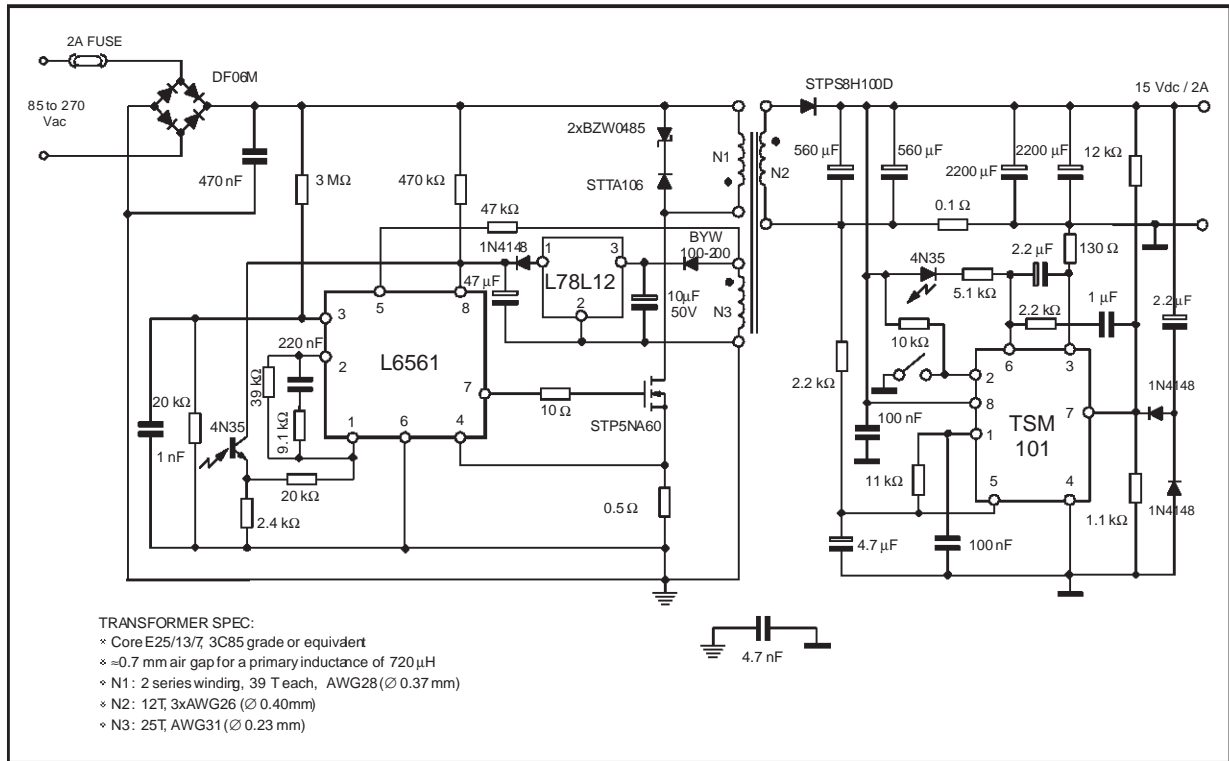 2A FUSE
DF06M
85 to 270
Vac
470 nF
3 MΩ
470 kΩ
2xBZW0485
STTA106
N1
N2
STPS8H100D
15 Vdc / 2A
560 µF
560 µF
2200 µF
2200 µF
12 kΩ
0.1 Ω
47 kΩ
1N4148
47 µF
1
3
L78L12
2
BYW
100-200
10µF
50V
N3
4N35
5.1 kΩ
2.2 µF
130 Ω
2.2 kΩ
1 µF
2.2 µF
10 kΩ
2.2 kΩ
100 nF
11 kΩ
4.7 µF
100 nF
6
3
2
8
1
7
5
4
TSM
101
1N4148
1N4148
1.1 kΩ
5
8
3
2
7
1
6
4
L6561
220 nF
39 kΩ
9.1 kΩ
20 kΩ
1 nF
4N35
20 kΩ
2.4 kΩ
10 Ω
STP5NA60
0.5 Ω
TRANSFORMER SPEC:
* Core E25/13/7, 3C85 grade or equivalent
* ≈0.7 mm air gap for a primary inductance of 720 µH
* N1: 2 series winding, 39 T each, AWG28 (∅ 0.37 mm)
* N2: 12T, 3xAWG26 (∅ 0.40mm)
* N3: 25T, AWG31 (∅ 0.23 mm)
4.7 nF